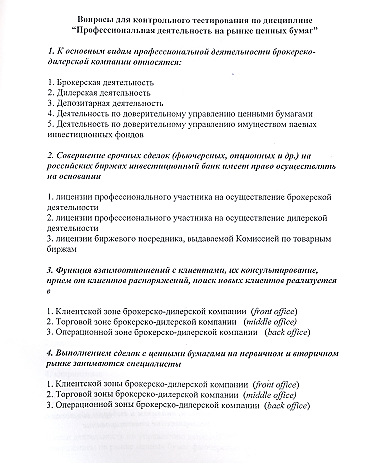 Вопросы для контрольного тестирования по дисциплине
“Профессиональная деятельность на рынке ценных бумаг”
1. К основным видам профессиональной деятельности брокерско-
дилерской компании относятся:
1. Брокерская деятельность
2. Дилерская деятельность
3. Депозитарная деятельность
4. Деятельность по доверительному управлению ценными бумагами
5. Деятельность по доверительному управлению имуществом паевых
инвестиционных фондов
2. Совершение срочных сделок (фьючерсных, опционных и др.) на
российских биржах инвестиционный банк имеет право осуществлять
на основании
1. лицензии профессионального участника на осуществление брокерской
деятельности
2. лицензии профессионального участника на осуществление дилерской
деятельности
3. лицензии биржевого посредника, выдаваемой Комиссией по товарным
биржам
3. Функция взаимоотношений с клиентами, их консультирование,
прием от клиентов распоряжений, поиск новых клиентов реализуется
в
1. Клиентской зоне брокерско-дилерской компании (front office)
2. Торговой зоне брокерско-дилерской компании (middle office)
3. Операционной зоне брокерско-дилерской компании (back office)
4. Выполнением сделок с ценными бумагами на первичном и вторичном
рынке занимаются специалисты
1. Клиентской зоны брокерско-дилерской компании (front office)
2. Торговой зоны брокерско-дилерской компании (middle office)
3. Операционной зоны брокерско-дилерской компании (back office)